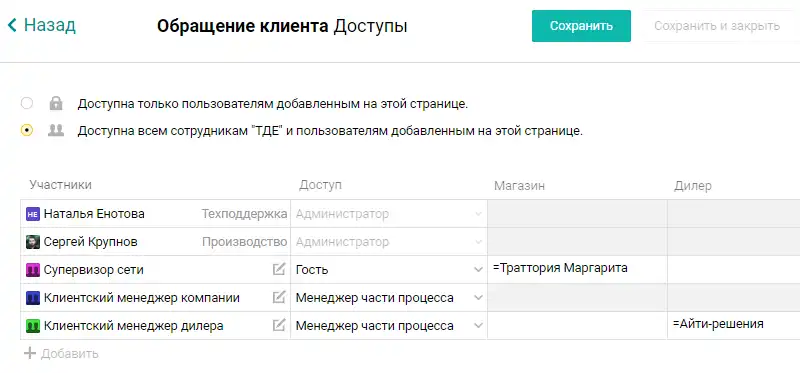 Назад
Обращение клиента Доступы
Сохранить
Сохранить и закрыть
Доступна только пользователям добавленным на этой странице.
Доступна всем сотрудникам "ТДЕ" и пользователям добавленным на этой странице.
Участники Доступ Магазин Дилер
НЕ Наталья Енотова Техподдержка Администратор
Сергей Крупнов Производство Администратор
Супервизор сети Гость =Траттория Маргарита
Клиентский менеджер компании Менеджер части процесса
Клиентский менеджер дилера Менеджер части процесса =Айти-решения
Добавить